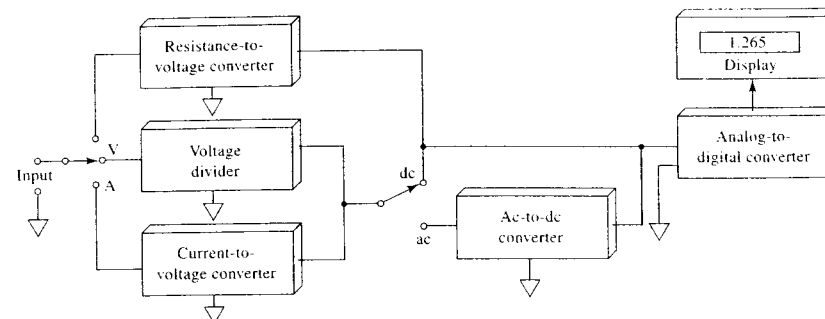 Resistance-to-
voltage converter
1.265
Display
V
Voltage
divider
Analog-to-
digital converter
dc
Input
A
Ac-to-dc
converter
ac
Current-to-
voltage converter